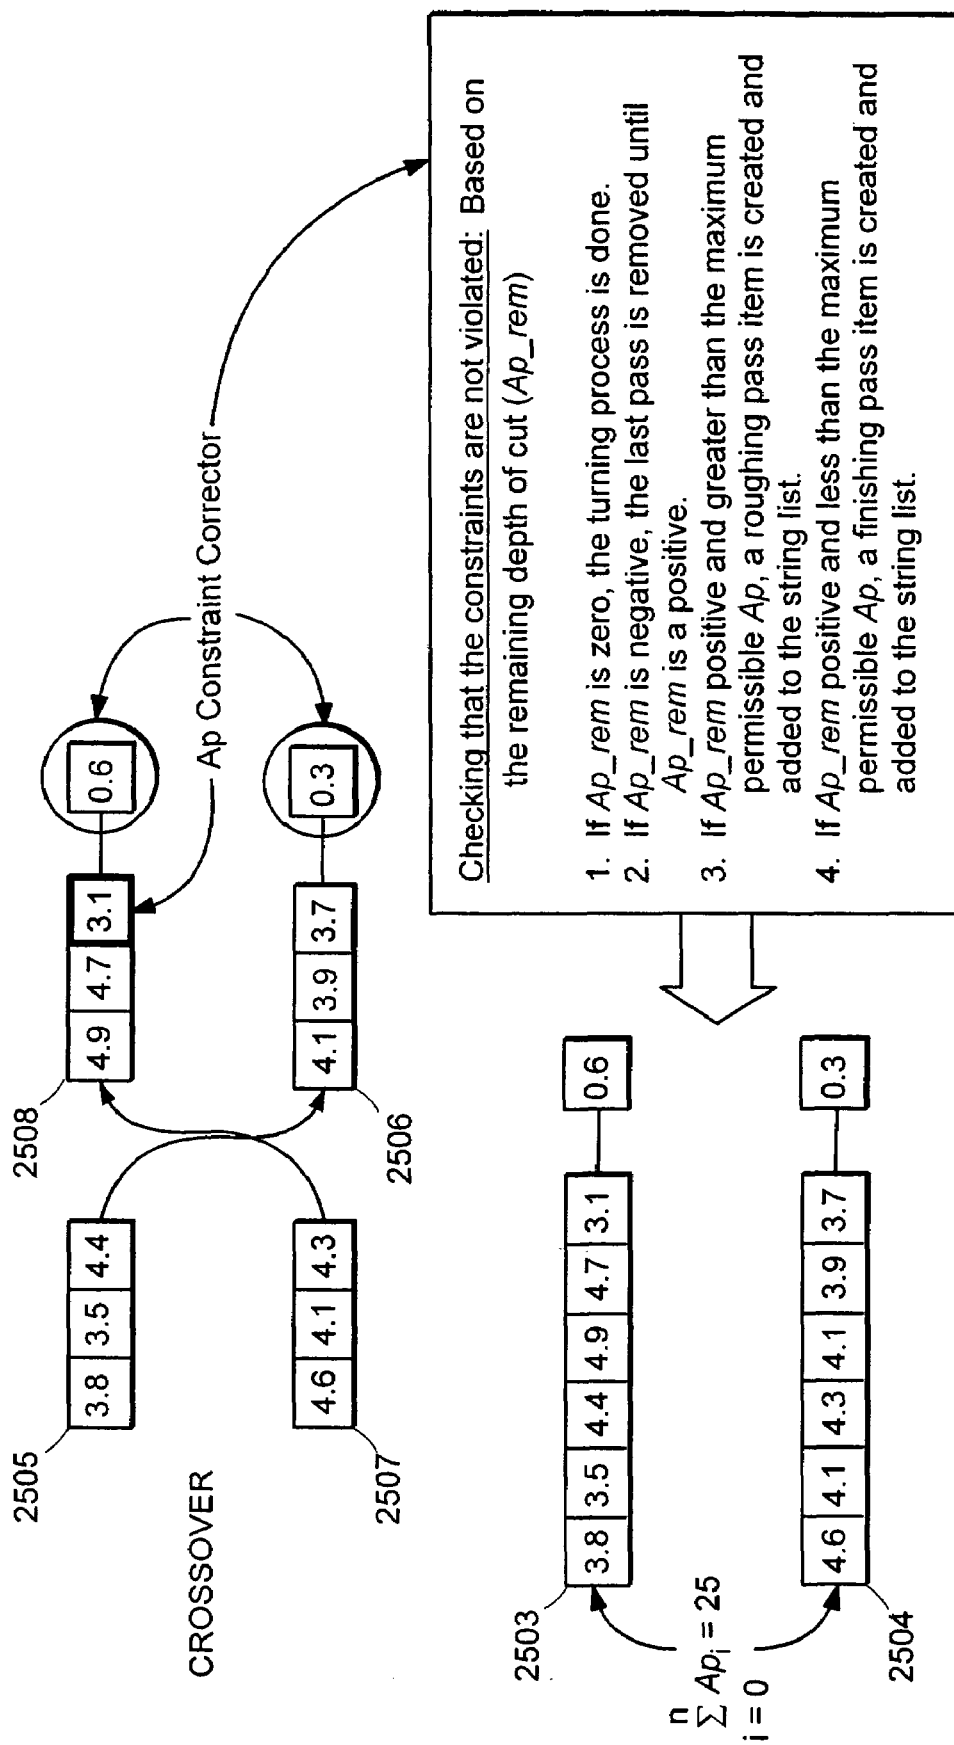 2505
3.8 3.5 4.4
2508
4.9 4.7 3.1 0.6
CROSSOVER
Ap Constraint Corrector
4.6 4.1 4.3
2507
4.1 3.9 3.7 0.3
2506
2503
3.8 3.5 4.4 4.9 4.7 3.1 0.6
n
∑ Apᵢ = 25
i = 0
4.6 4.1 4.3 4.1 3.9 3.7 0.3
2504
Checking that the constraints are not violated: Based on
the remaining depth of cut (Ap_rem)
1. If Ap_rem is zero, the turning process is done.
2. If Ap_rem is negative, the last pass is removed until
Ap_rem is a positive.
3. If Ap_rem positive and greater than the maximum
permissible Ap, a roughing pass item is created and
added to the string list.
4. If Ap_rem positive and less than the maximum
permissible Ap, a finishing pass item is created and
added to the string list.